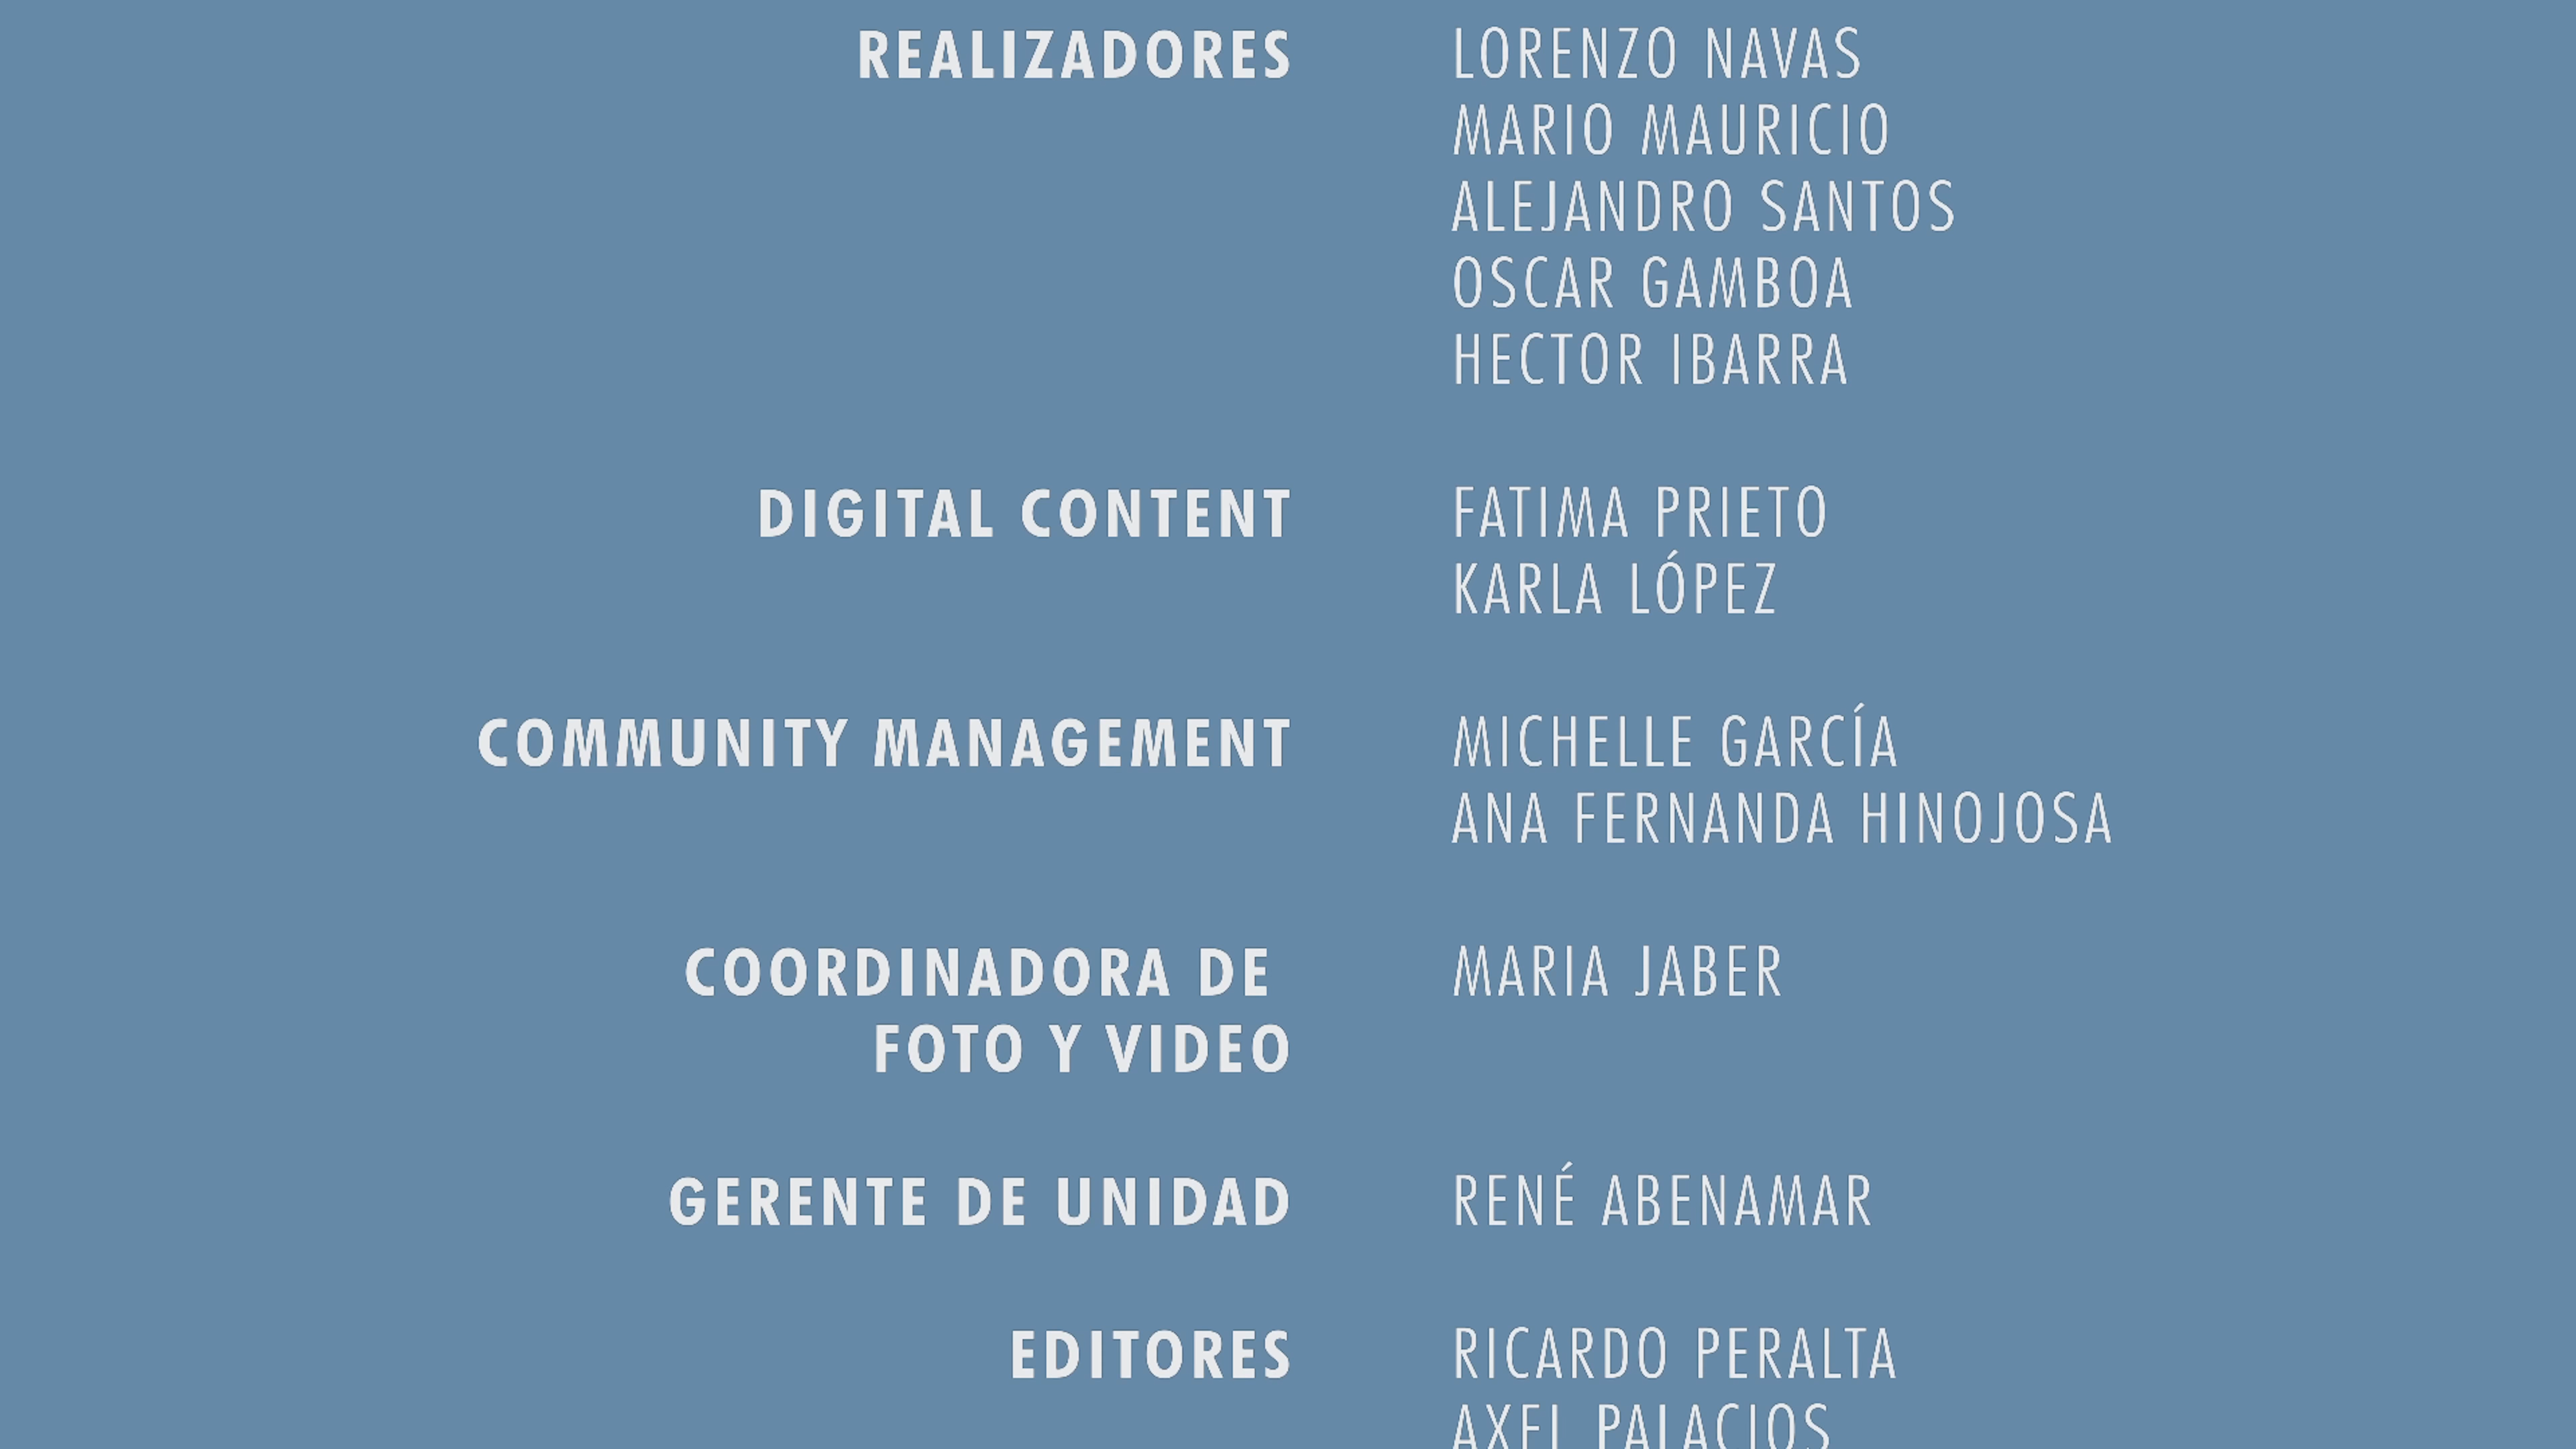 REALIZADORES LORENZO NAVAS
MARIO MAURICIO
ALEJANDRO SANTOS
OSCAR GAMBOA
HECTOR IBARRA
DIGITAL CONTENT FATIMA PRIETO
KARLA LÓPEZ
COMMUNITY MANAGEMENT MICHELLE GARCÍA
ANA FERNANDA HINOJOSA
COORDINADORA DE MARIA JABER
FOTO Y VIDEO
GERENTE DE UNIDAD RENÉ ABENAMAR
EDITORES RICARDO PERALTA
AXEL PALACIOS